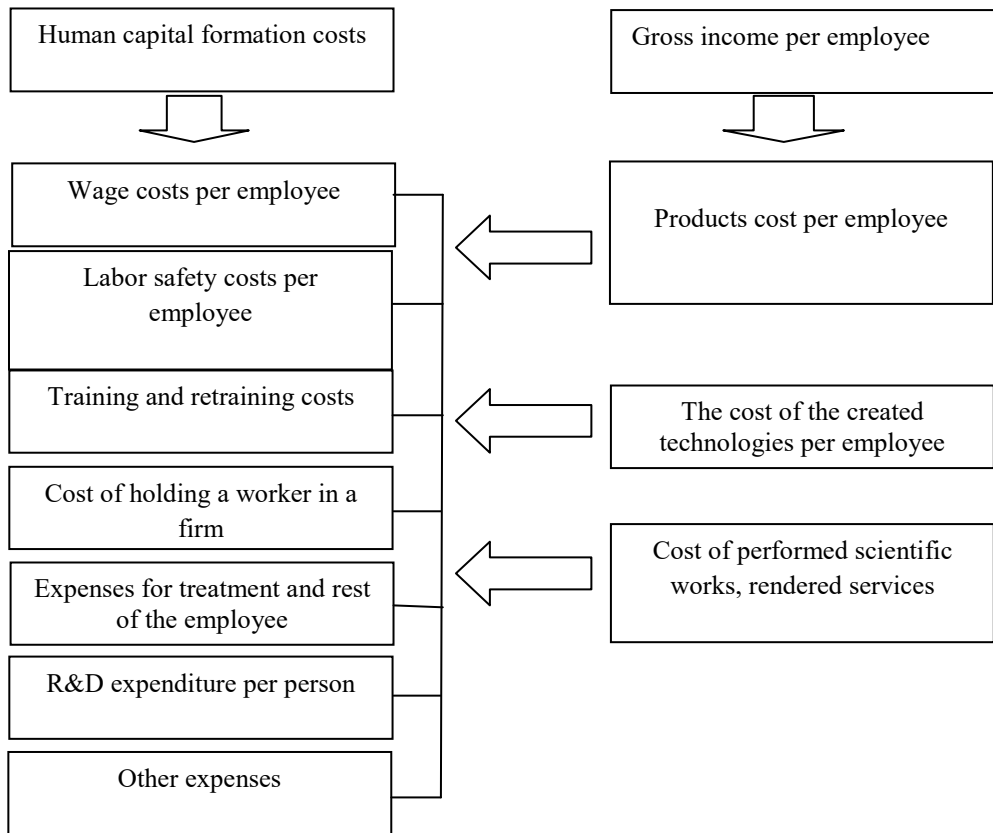 Human capital formation costs
Gross income per employee
Wage costs per employee
Labor safety costs per
employee
Training and retraining costs
Cost of holding a worker in a
firm
Expenses for treatment and rest
of the employee
R&D expenditure per person
Other expenses
Products cost per employee
The cost of the created
technologies per employee
Cost of performed scientific
works, rendered services